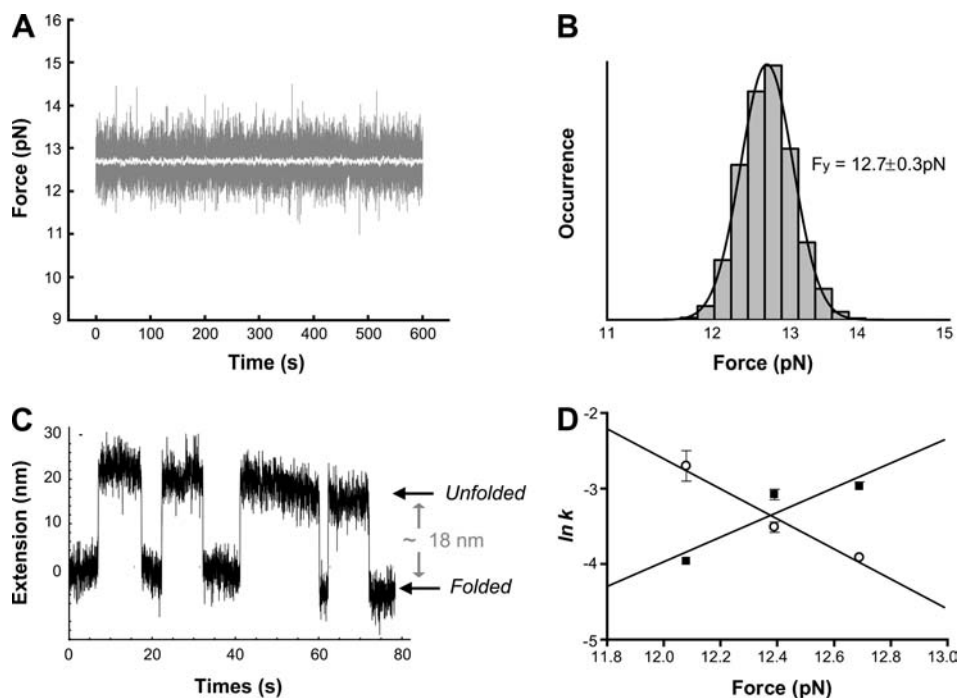 A
Force (pN)
16
15
14
13
12
11
10
9
0 100 200 300 400 500 600
Time (s)
B
Occurrence
Fy = 12.7±0.3pN
11 12 13 14 15
Force (pN)
C
Extension (nm)
30
20
10
0
Unfolded
~ 18 nm
Folded
0 20 40 60 80
Times (s)
D
ln k
-2
-3
-4
-5
11.8 12.0 12.2 12.4 12.6 12.8 13.0
Force (pN)